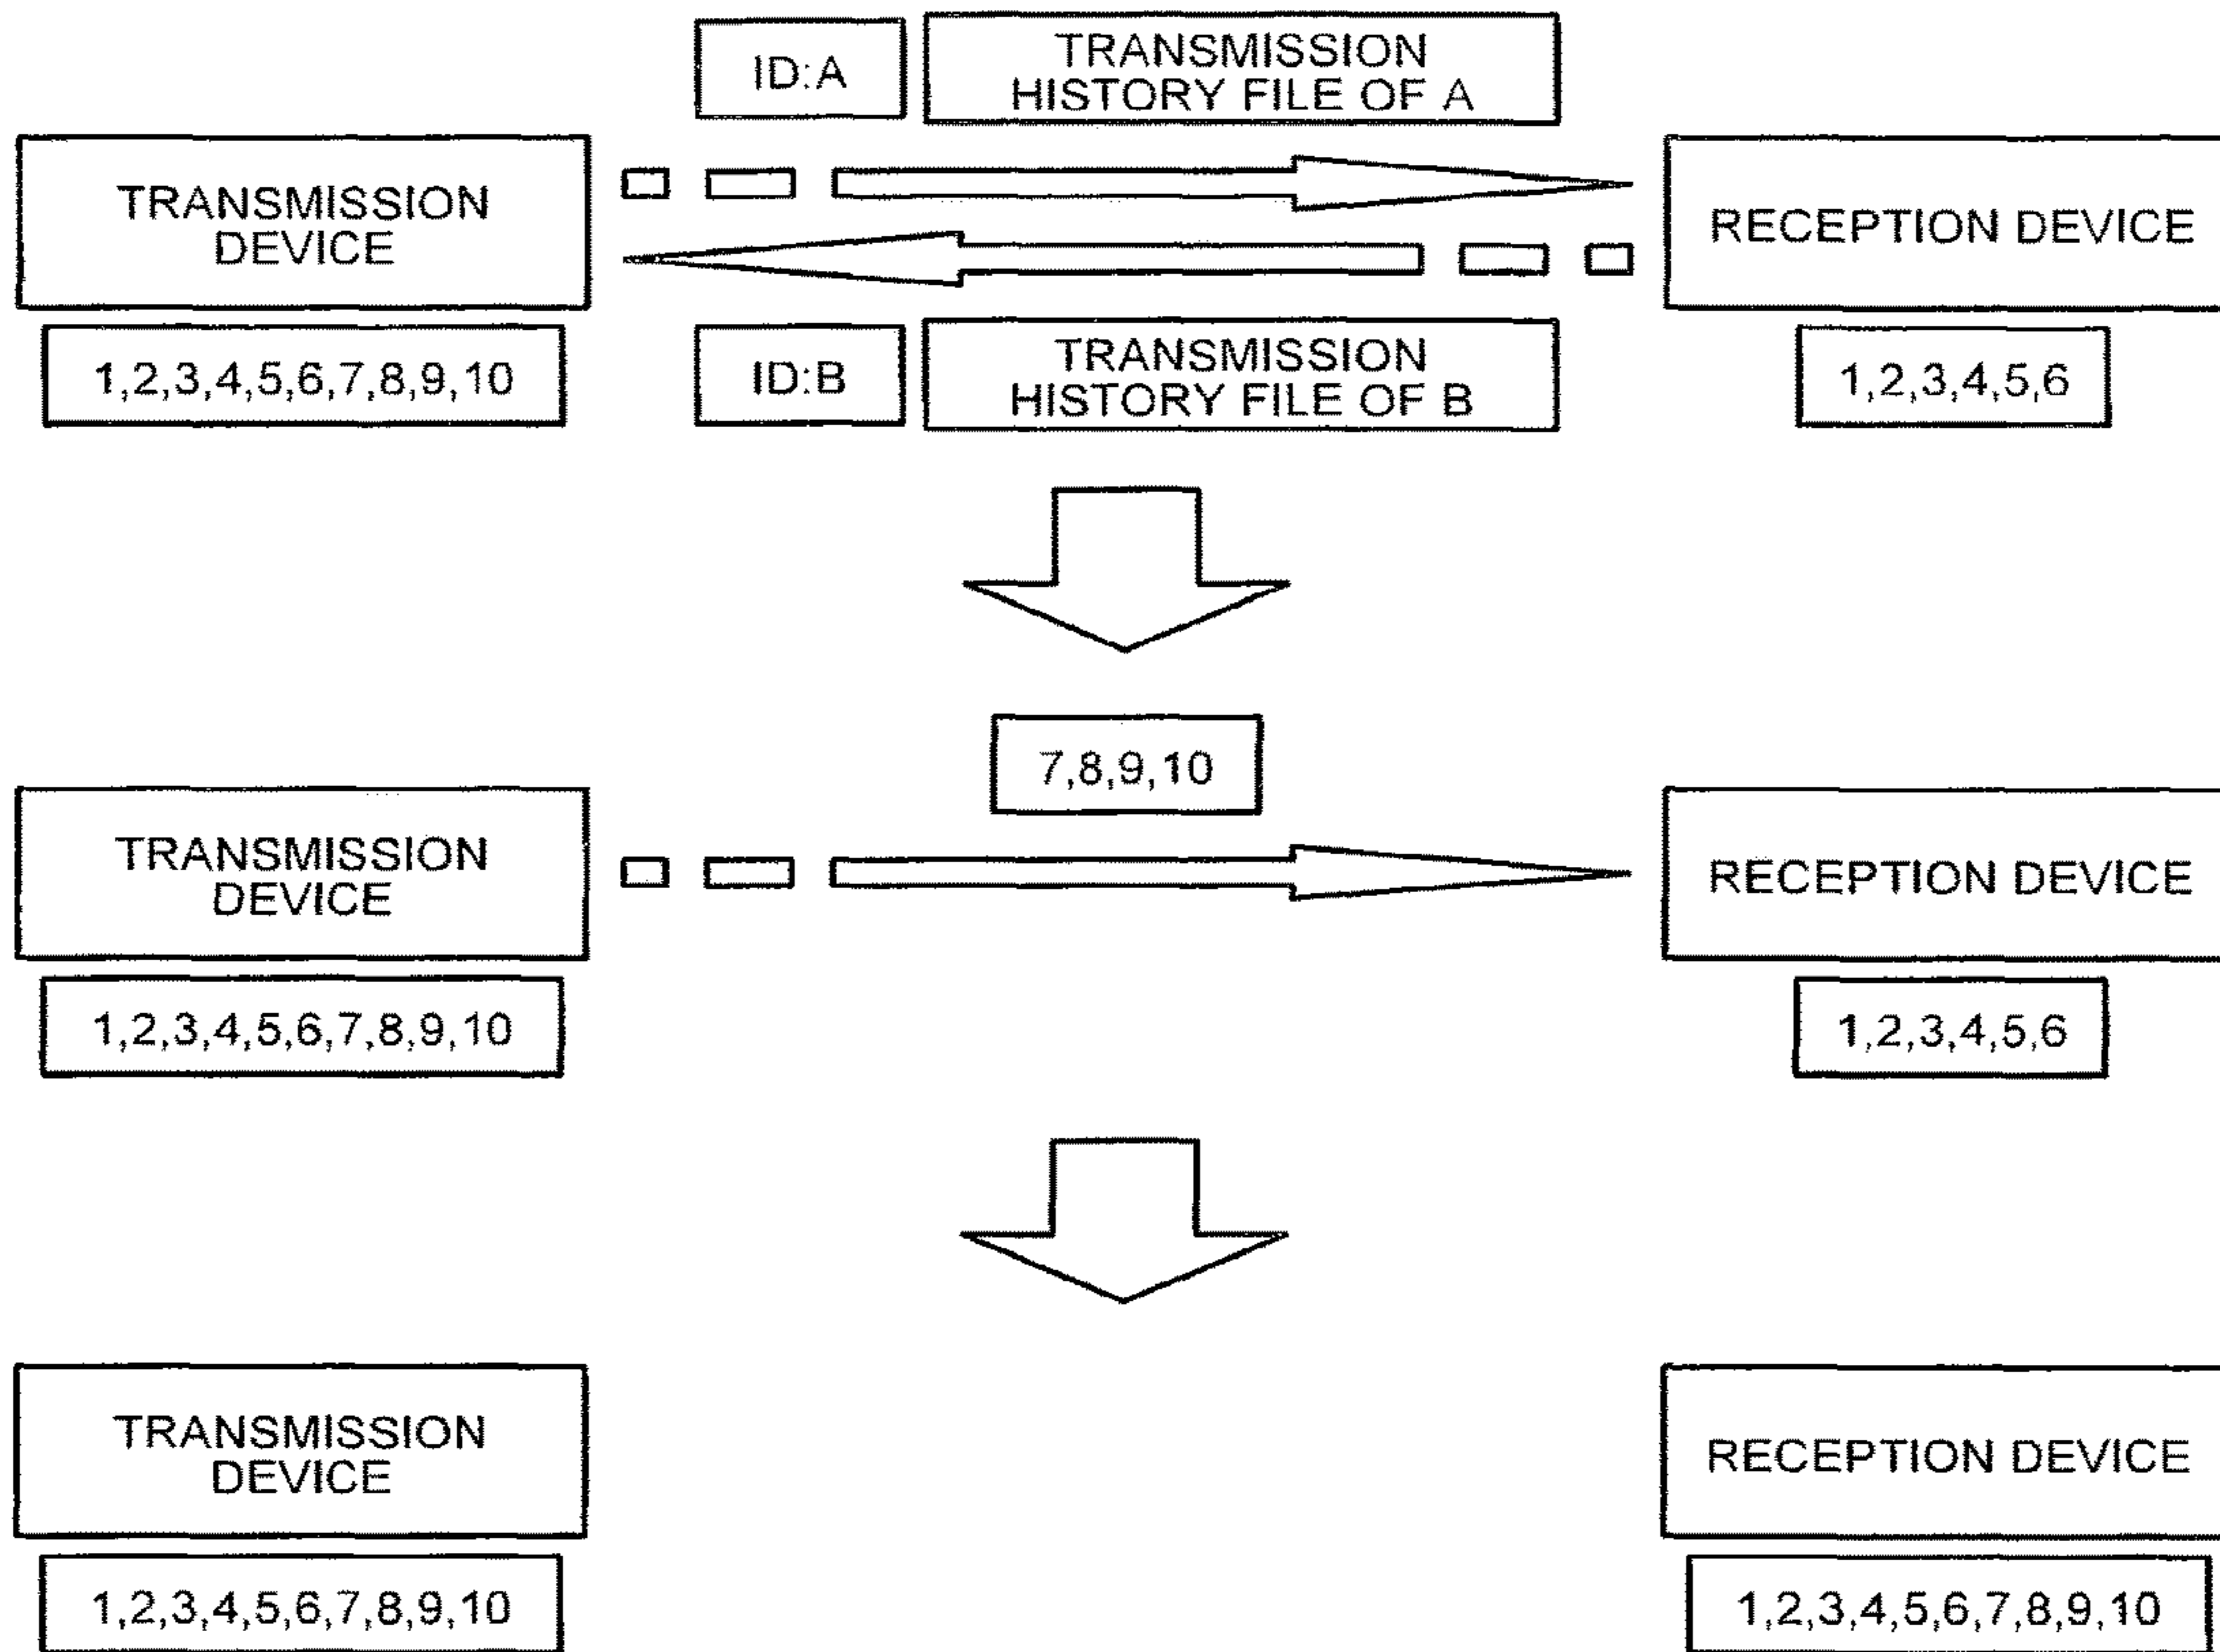 ID:A
TRANSMISSION
HISTORY FILE OF A
TRANSMISSION
DEVICE
RECEPTION DEVICE
1,2,3,4,5,6,7,8,9,10
ID:B
TRANSMISSION
HISTORY FILE OF B
1,2,3,4,5,6
7,8,9,10
TRANSMISSION
DEVICE
RECEPTION DEVICE
1,2,3,4,5,6,7,8,9,10
1,2,3,4,5,6
TRANSMISSION
DEVICE
RECEPTION DEVICE
1,2,3,4,5,6,7,8,9,10
1,2,3,4,5,6,7,8,9,10